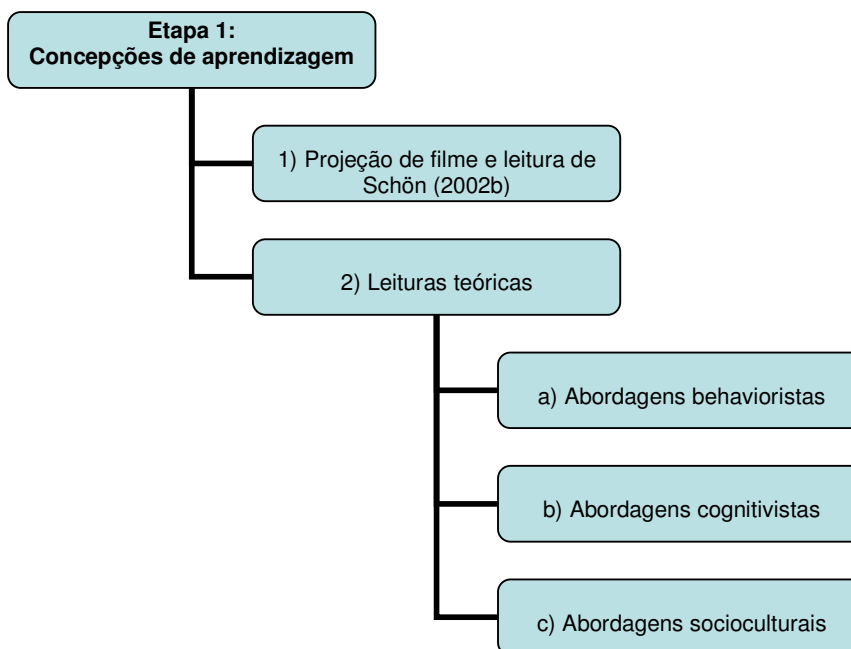 Etapa 1:
Concepções de aprendizagem
1) Projeção de filme e leitura de
Schön (2002b)
2) Leituras teóricas
a) Abordagens behavioristas
b) Abordagens cognitivistas
c) Abordagens socioculturais